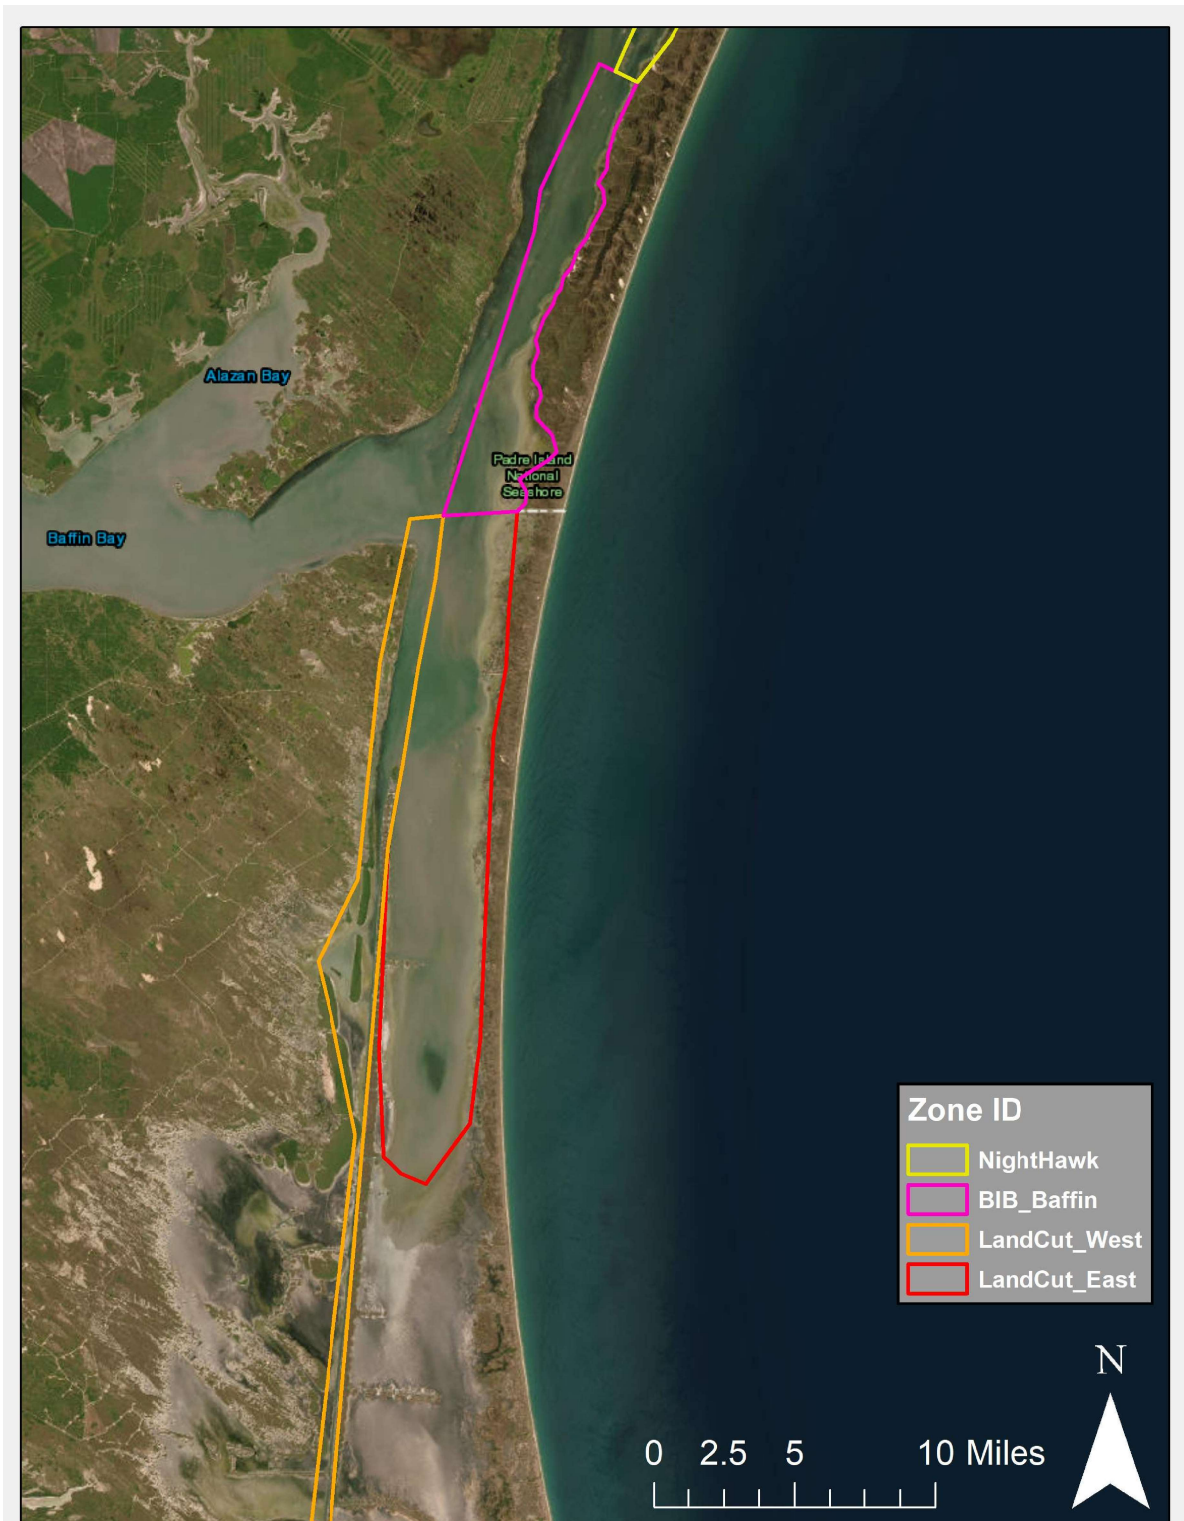 Alazan Bay
Padre Island
National
Seashore
Baffin Bay
Zone ID
NightHawk
BIB_Baffin
LandCut_West
LandCut_East
N
0 2.5 5 10 Miles